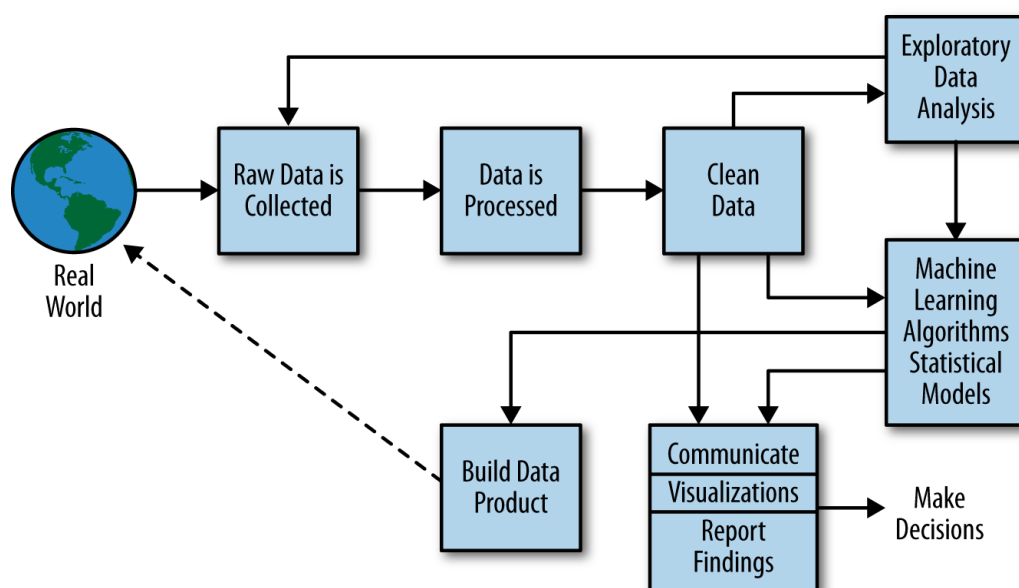 Exploratory
Data
Analysis
Raw Data is
Collected
Data is
Processed
Clean
Data
Real
World
Machine
Learning
Algorithms
Statistical
Models
Build Data
Product
Communicate
Visualizations
Report
Findings
Make
Decisions